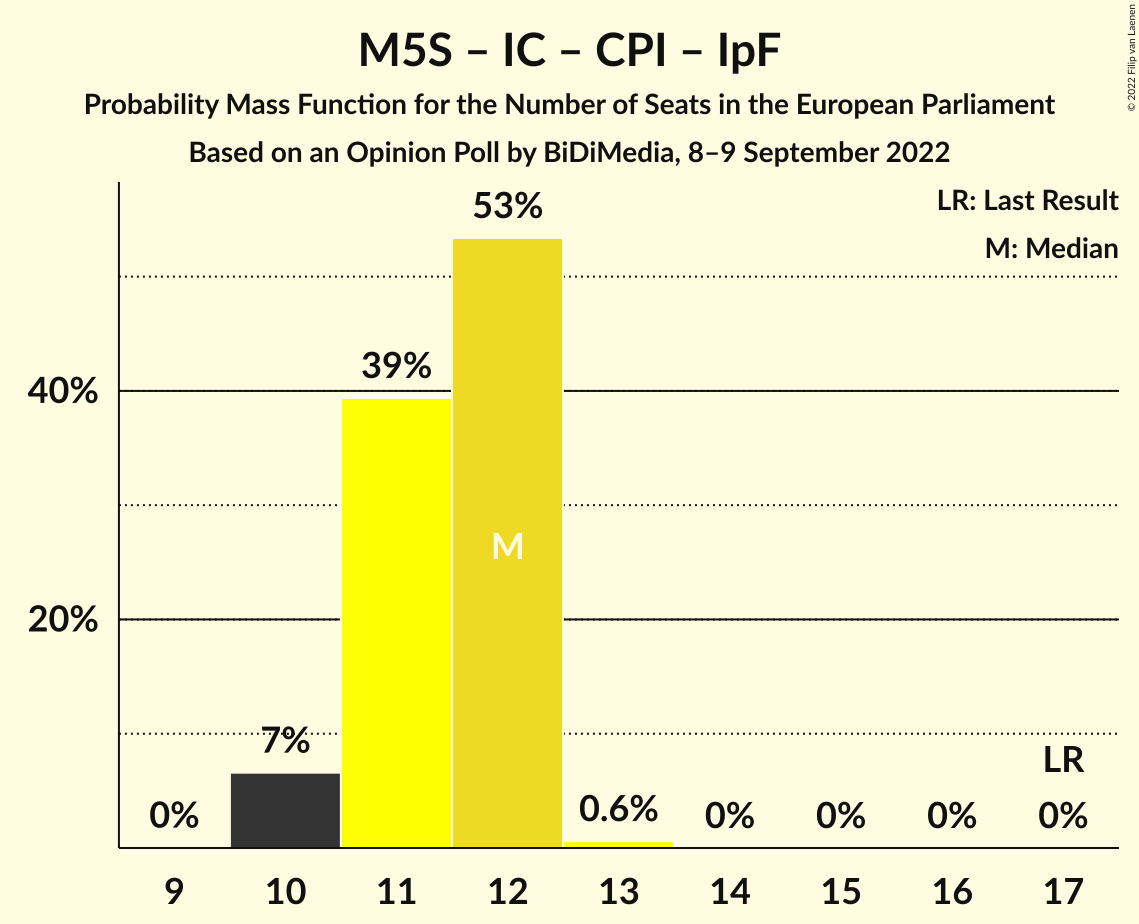 M5S – IC – CPI – IpF
Probability Mass Function for the Number of Seats in the European Parliament
Based on an Opinion Poll by BiDiMedia, 8–9 September 2022
© 2022 Filip van Laenen
LR: Last Result
M: Median
53%
39%
40%
M
20%
7%
LR
0%
0.6%
0%
0%
0%
0%
9 10 11 12 13 14 15 16 17